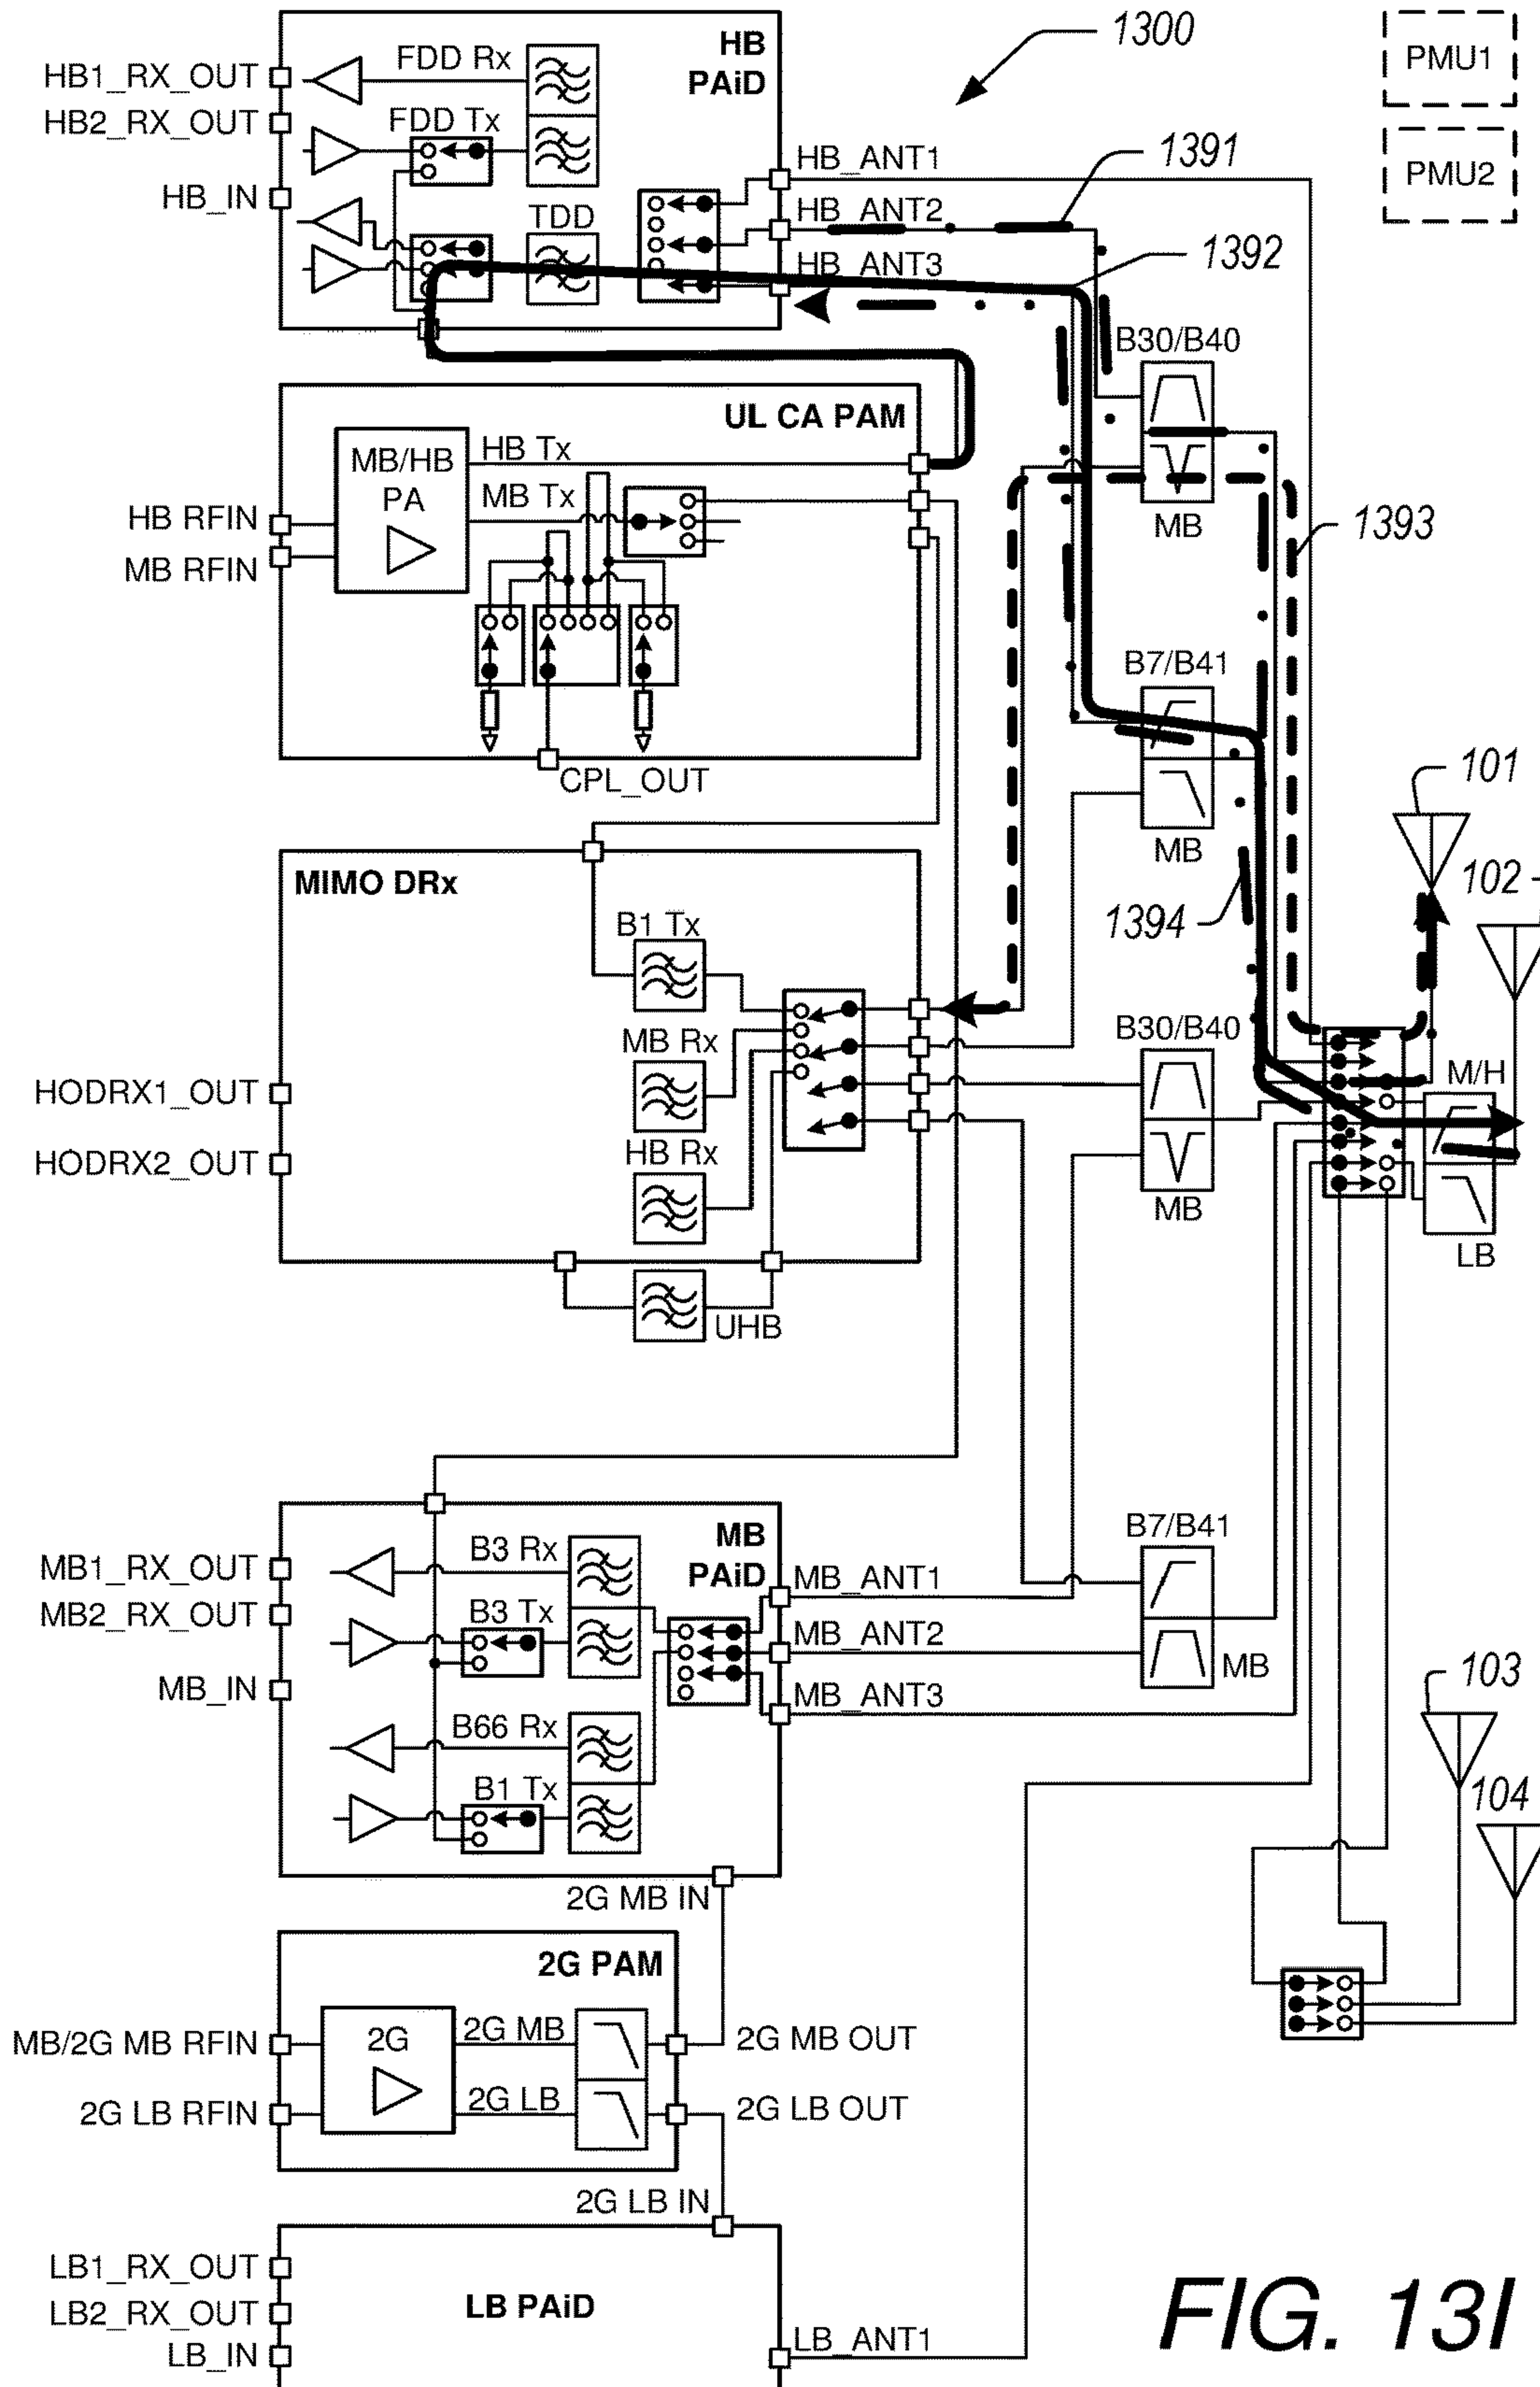 HB
PAiD
1300
PMU1
PMU2
HB1_RX_OUT
HB2_RX_OUT
HB_IN
FDD Rx
FDD Tx
TDD
HB_ANT1
HB_ANT2
HB_ANT3
1391
1392
B30/B40
MB
1393
UL CA PAM
MB/HB
PA
HB Tx
MB Tx
HB RFIN
MB RFIN
CPL_OUT
B7/B41
MB
101
102
1394
MIMO DRx
B1 Tx
MB Rx
HB Rx
HODRX1_OUT
HODRX2_OUT
UHB
B30/B40
MB
M/H
LB
MB
PAiD
MB1_RX_OUT
MB2_RX_OUT
MB_IN
B3 Rx
B3 Tx
B66 Rx
B1 Tx
MB_ANT1
MB_ANT2
MB_ANT3
B7/B41
MB
103
104
2G MB IN
2G PAM
MB/2G MB RFIN
2G LB RFIN
2G
2G MB
2G LB
2G MB OUT
2G LB OUT
2G LB IN
LB1_RX_OUT
LB2_RX_OUT
LB_IN
LB PAiD
LB_ANT1
FIG. 13I